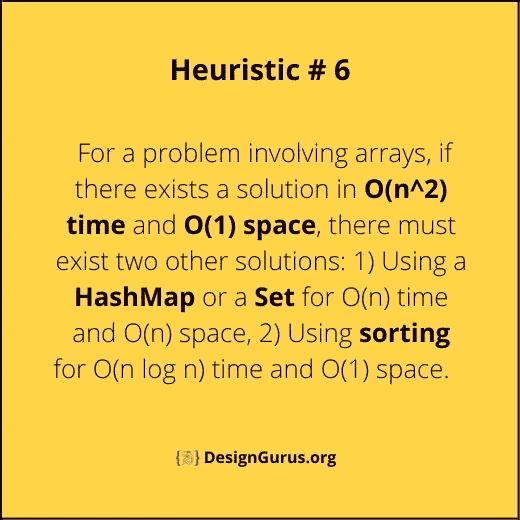 Heuristic # 6
For a problem involving arrays, if
there exists a solution in O(n^2)
time and O(1) space, there must
exist two other solutions: 1) Using a
HashMap or a Set for O(n) time
and O(n) space, 2) Using sorting
for O(n log n) time and O(1) space.
DesignGurus.org